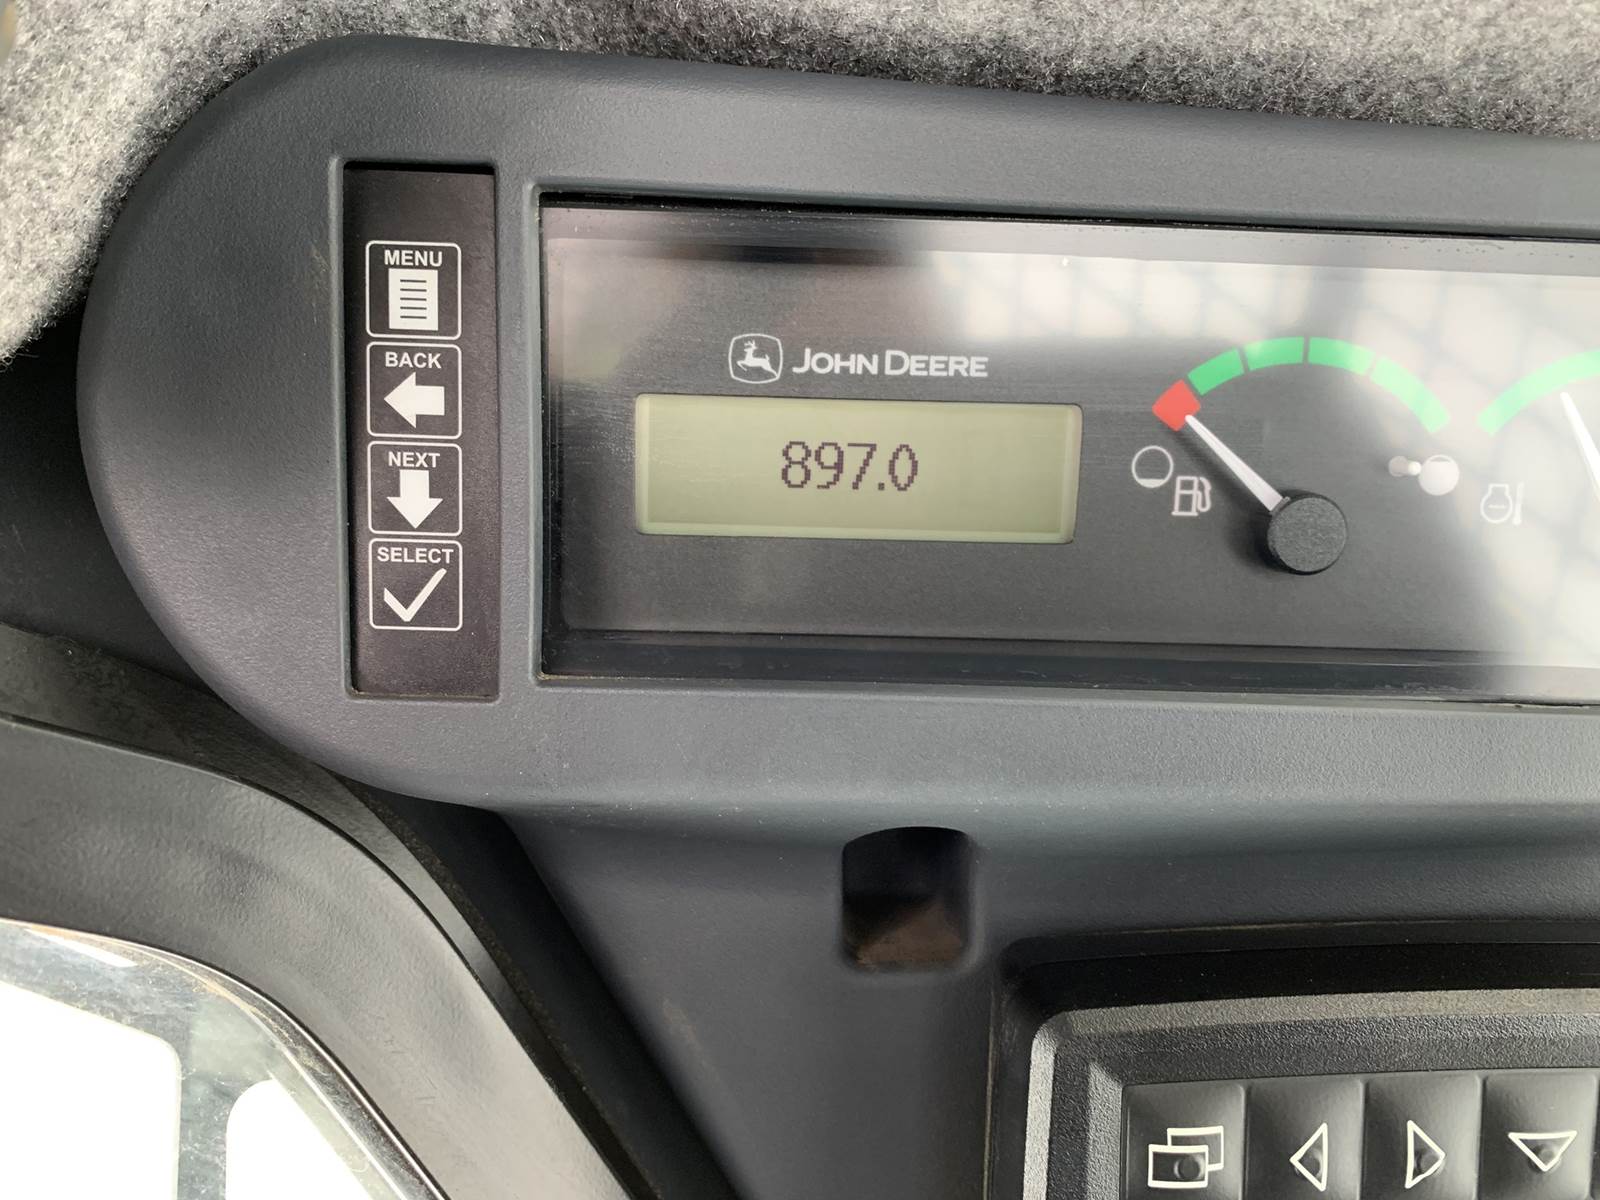 MENU
BACK
NEXT
SELECT
JOHN DEERE
897.0